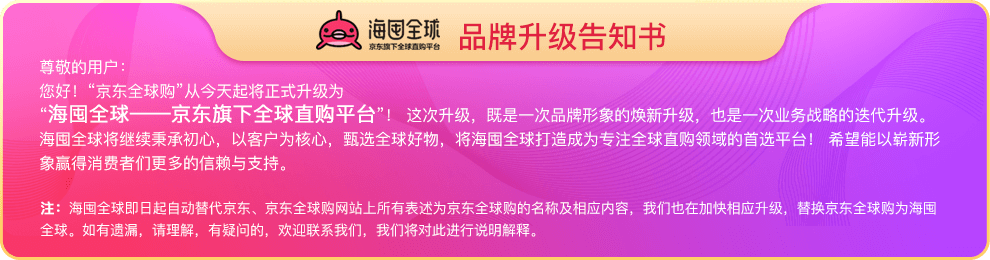 海囤全球
京东旗下全球直购平台
品牌升级告知书
尊敬的用户：
您好！“京东全球购”从今天起将正式升级为
“海囤全球——京东旗下全球直购平台”！ 这次升级，既是一次品牌形象的焕新升级，也是一次业务战略的迭代升级。
海囤全球将继续秉承初心，以客户为核心，甄选全球好物，将海囤全球打造成为专注全球直购领域的首选平台！ 希望能以崭新形
象赢得消费者们更多的信赖与支持。
注：海囤全球即日起自动替代京东、京东全球购网站上所有表述为京东全球购的名称及相应内容，我们也在加快相应升级，替换京东全球购为海囤
全球。如有遗漏，请理解，有疑问的，欢迎联系我们，我们将对此进行说明解释。